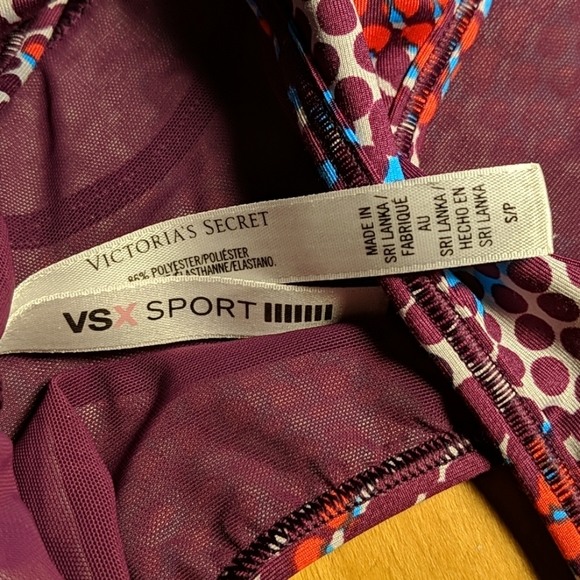 VICTORIA'S SECRET
% POLYESTER/POLIÉSTER
ELASTHANNE/ELASTANO.
MADE IN
SRI LANKA/
FABRIQUÉ
AU
SRI LANKA/
HECHO EN
SRI LANKA
S/P
VSX SPORT